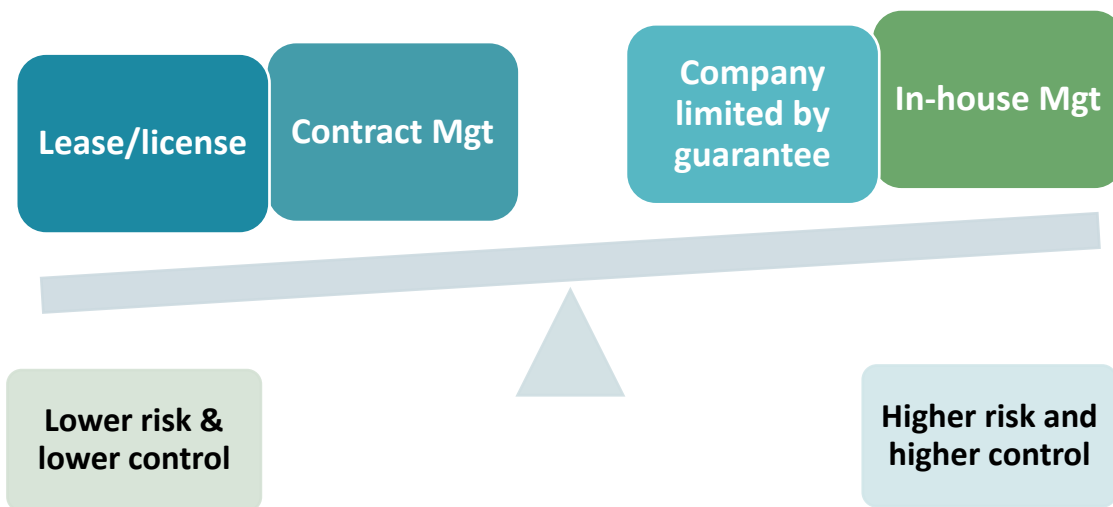 Lease/license
Contract Mgt
Company
limited by
guarantee
In-house Mgt
Lower risk &
lower control
Higher risk and
higher control